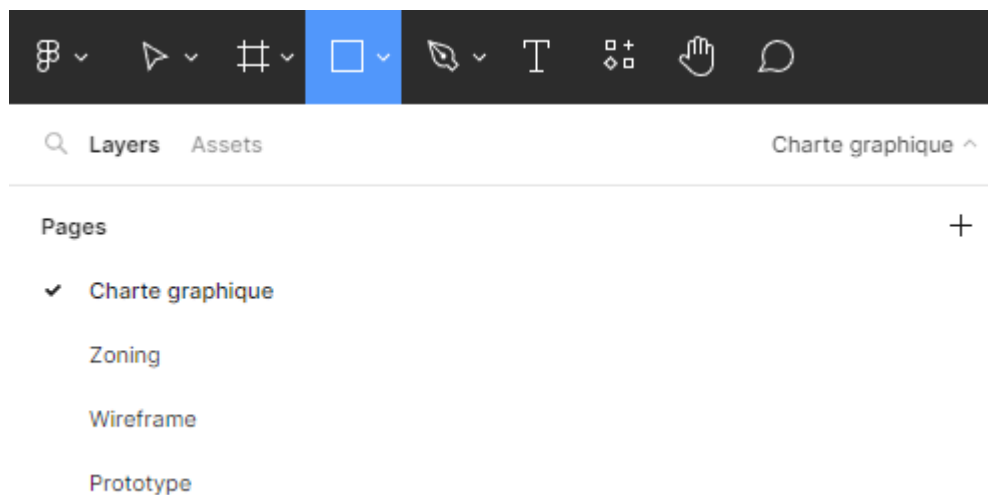 Layers Assets Charte graphique
Pages
Charte graphique
Zoning
Wireframe
Prototype